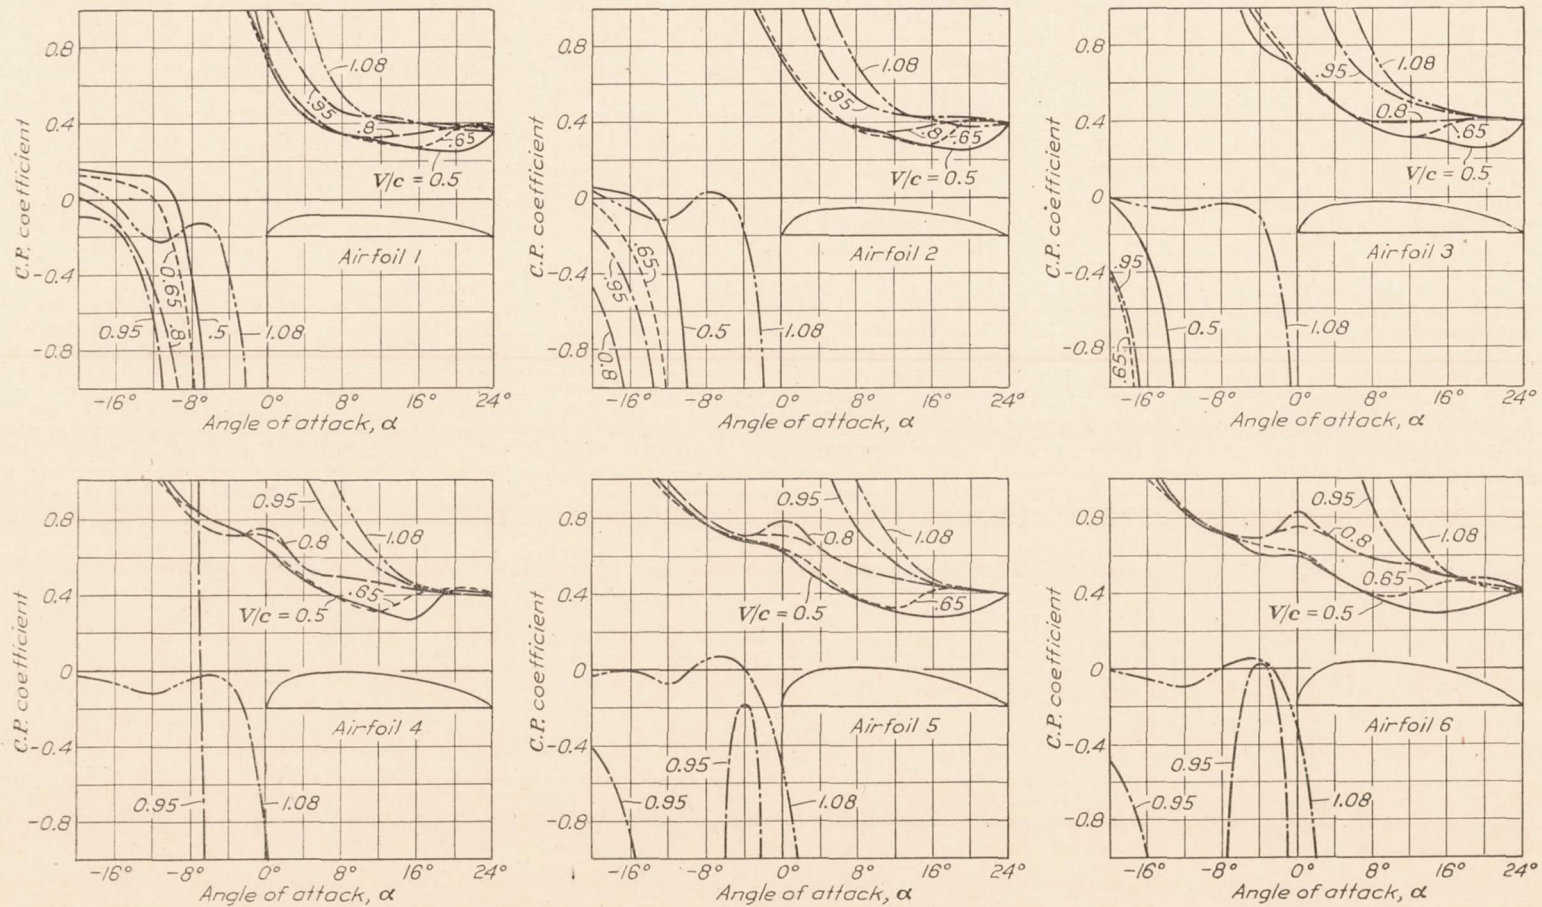 0.8
0.4
0
-0.4
-0.8
C.P. coefficient
1.08
.95
.8
.65
V/c = 0.5
Airfoil 1
0.95
0.65
.8
.5
1.08
-16° -8° 0° 8° 16° 24°
Angle of attack, α
0.8
0.4
0
-0.4
-0.8
C.P. coefficient
1.08
.95
.8
.65
V/c = 0.5
Airfoil 2
.65
.95
0.8
0.5
1.08
-16° -8° 0° 8° 16° 24°
Angle of attack, α
0.8
0.4
0
-0.4
-0.8
C.P. coefficient
1.08
.95
0.8
.65
V/c = 0.5
Airfoil 3
.95
.65
0.5
1.08
-16° -8° 0° 8° 16° 24°
Angle of attack, α
0.8
0.4
0
-0.4
-0.8
C.P. coefficient
0.95
1.08
0.8
.65
V/c = 0.5
Airfoil 4
0.95
1.08
-16° -8° 0° 8° 16° 24°
Angle of attack, α
0.8
0.4
0
-0.4
-0.8
C.P. coefficient
0.95
1.08
0.8
.65
V/c = 0.5
Airfoil 5
0.95
0.95
1.08
-16° -8° 0° 8° 16° 24°
Angle of attack, α
0.8
0.4
0
-0.4
-0.8
C.P. coefficient
0.95
1.08
0.8
0.65
V/c = 0.5
Airfoil 6
0.95
0.95
1.08
-16° -8° 0° 8° 16° 24°
Angle of attack, α